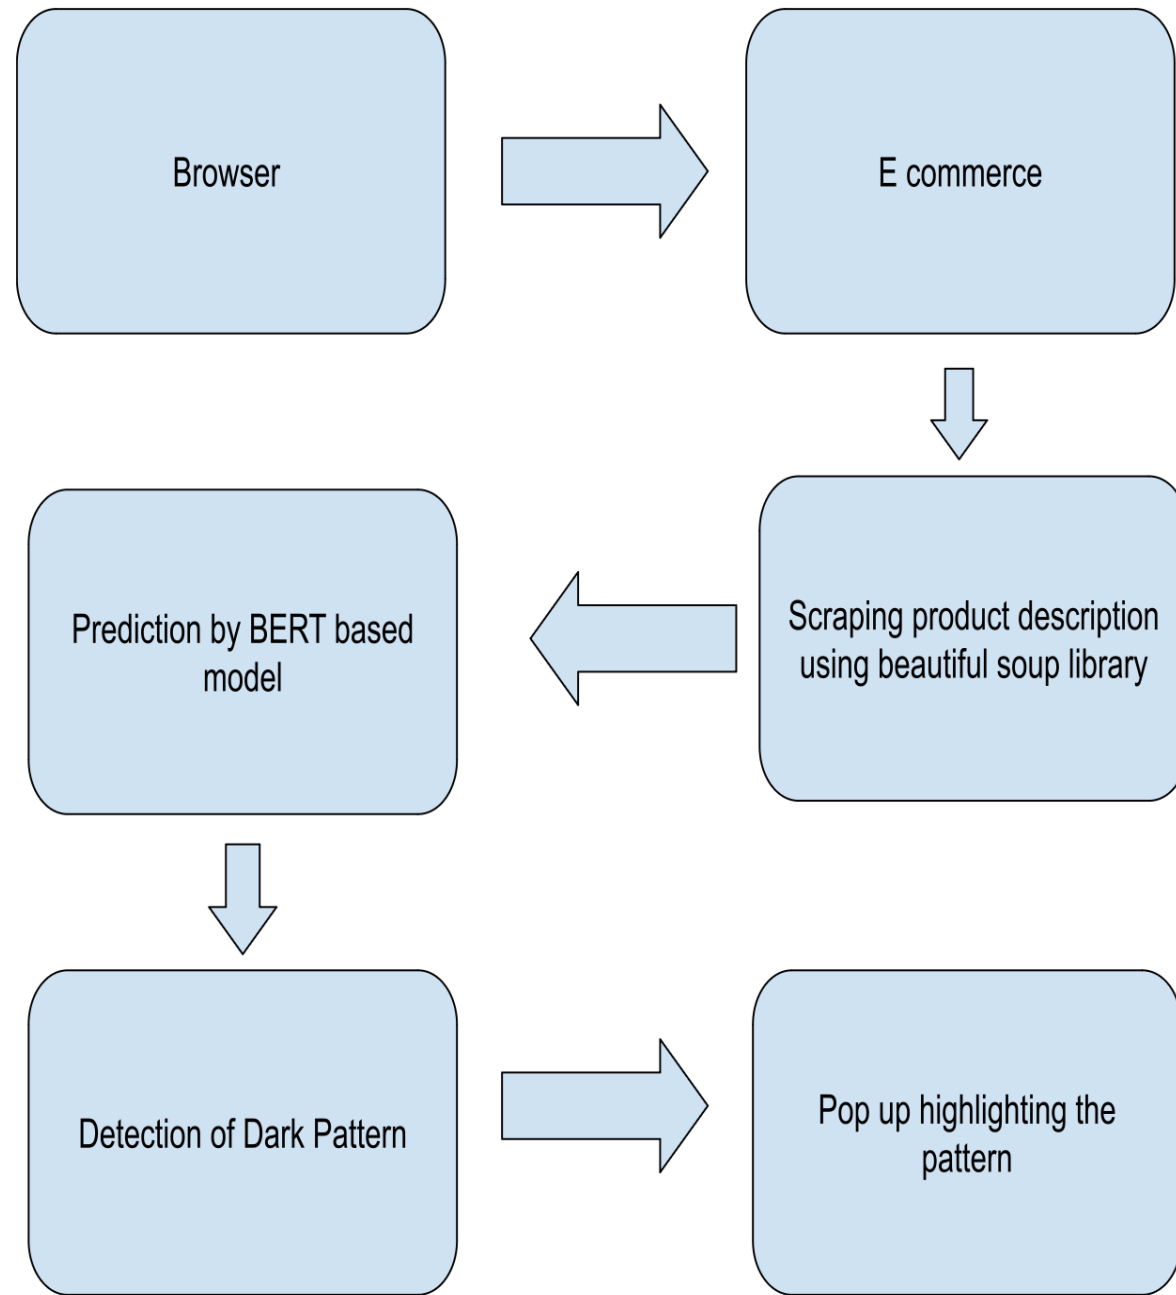 Browser
E commerce
Scraping product description
using beautiful soup library
Prediction by BERT based
model
Detection of Dark Pattern
Pop up highlighting the
pattern